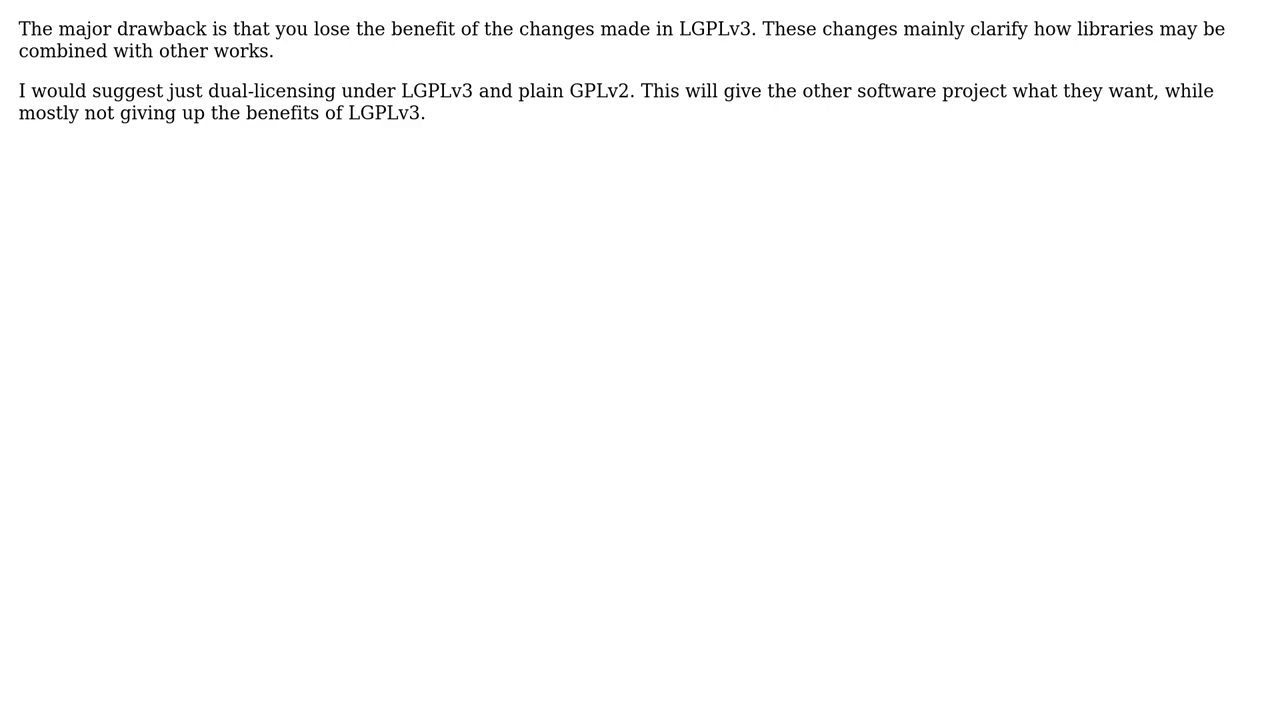 The major drawback is that you lose the benefit of the changes made in LGPLv3. These changes mainly clarify how libraries may be
combined with other works.
I would suggest just dual-licensing under LGPLv3 and plain GPLv2. This will give the other software project what they want, while
mostly not giving up the benefits of LGPLv3.